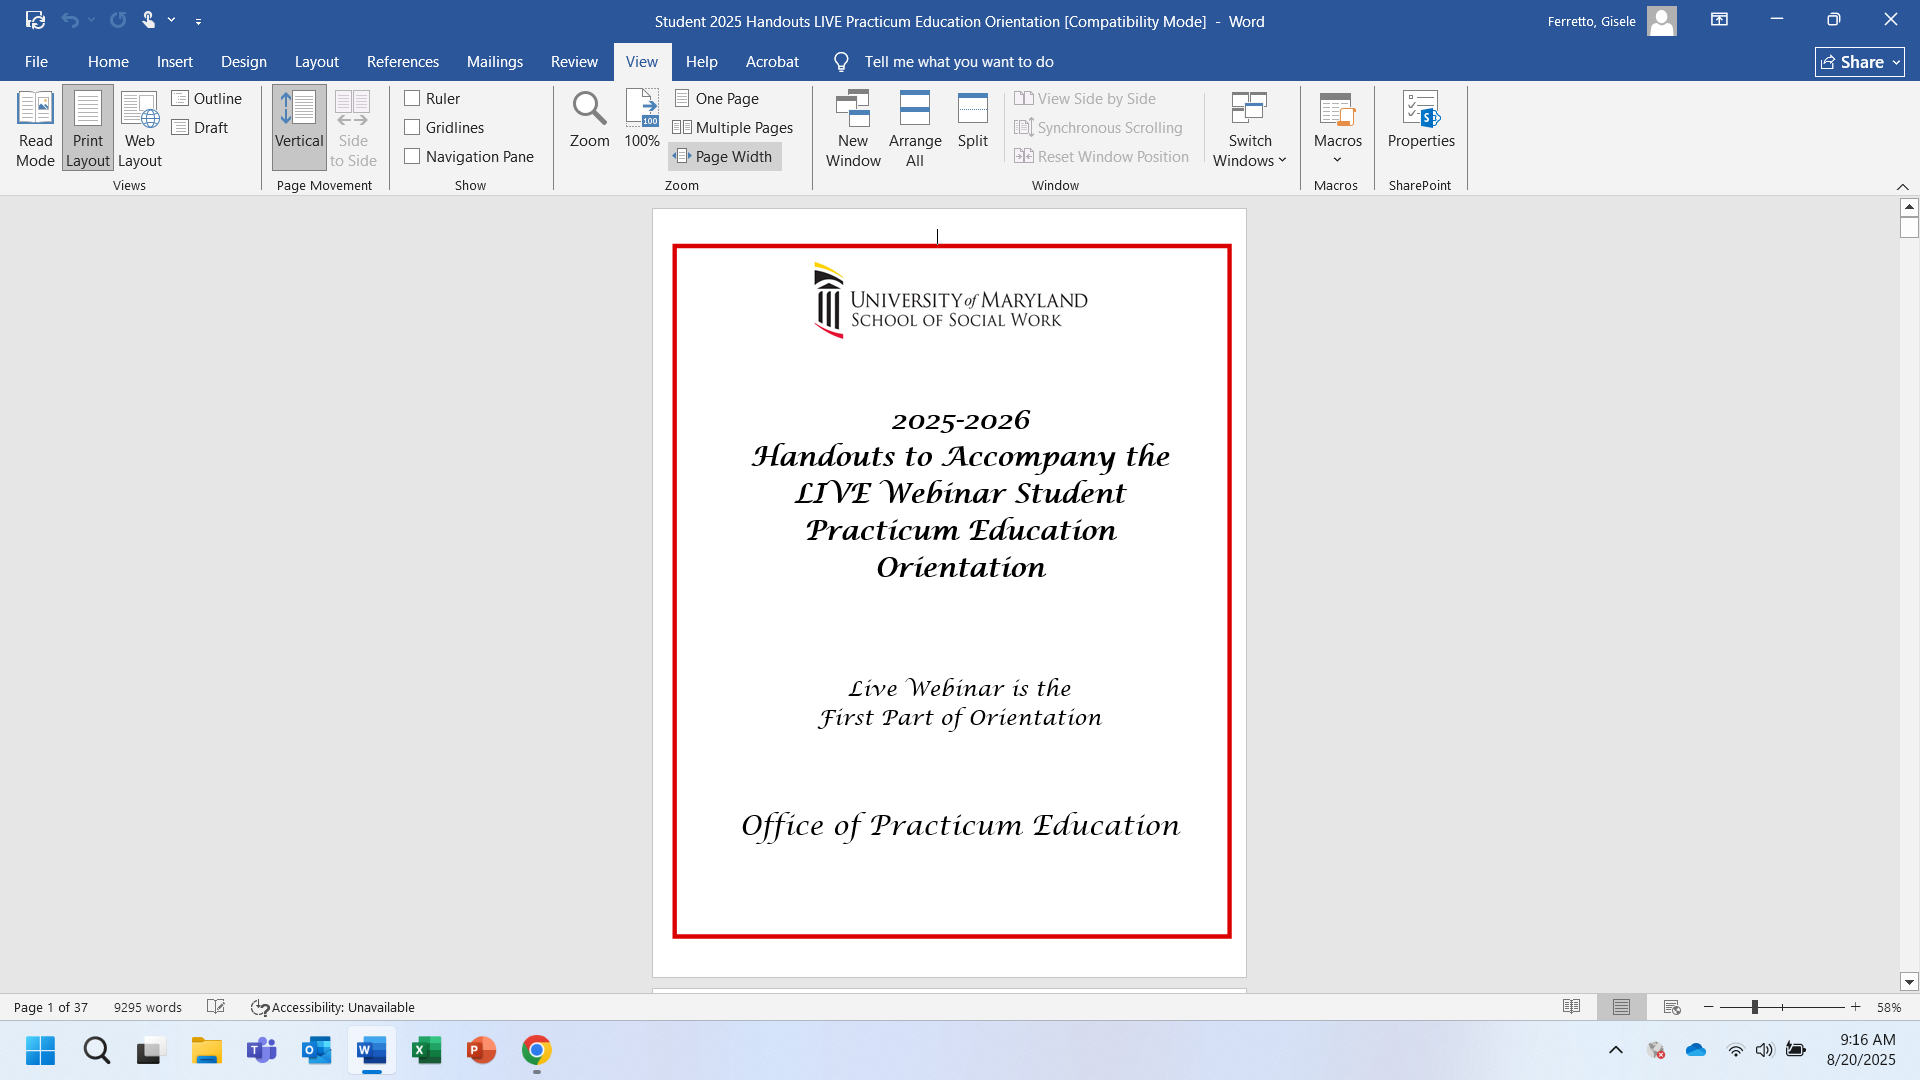 Student 2025 Handouts LIVE Practicum Education Orientation [Compatibility Mode] - Word
Ferretto, Gisele
File Home Insert Design Layout References Mailings Review View Help Acrobat Tell me what you want to do Share
Read Mode
Print Layout
Web Layout
Outline
Draft
Views
Vertical
Side to Side
Page Movement
Ruler
Gridlines
Navigation Pane
Show
Zoom
100
100%
One Page
Multiple Pages
Page Width
Zoom
New Window
Arrange All
Split
View Side by Side
Synchronous Scrolling
Reset Window Position
Window
Switch Windows
Macros
Macros
Properties
SharePoint
UNIVERSITY of MARYLAND
SCHOOL OF SOCIAL WORK
2025-2026
Handouts to Accompany the
LIVE Webinar Student
Practicum Education
Orientation
Live Webinar is the
First Part of Orientation
Office of Practicum Education
Page 1 of 37 9295 words Accessibility: Unavailable 58%
9:16 AM
8/20/2025